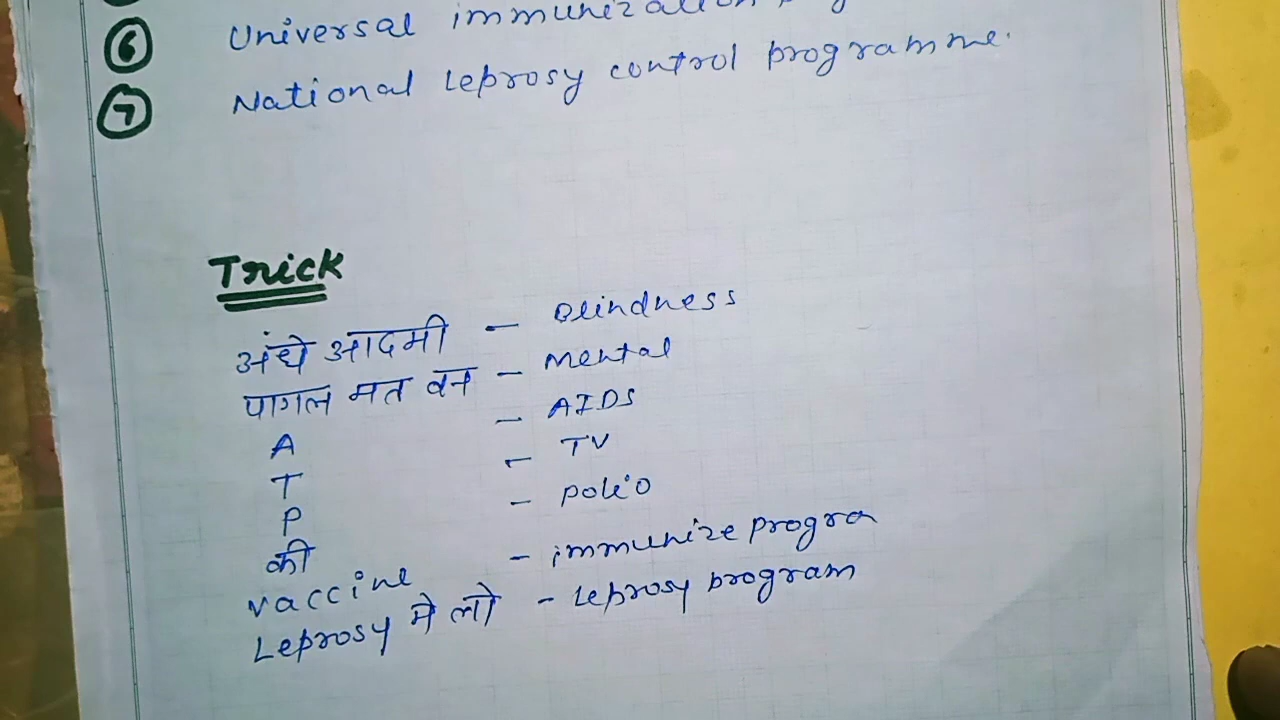 6 Universal immunization
7 National Leprosy control programme.
Trick
अंधे आदमी - Blindness
पागल मत बन - Mental
A - AIDS
T - TV
P - Polio
की
vaccine - immunize progra
Leprosy मे लो - Leprosy program